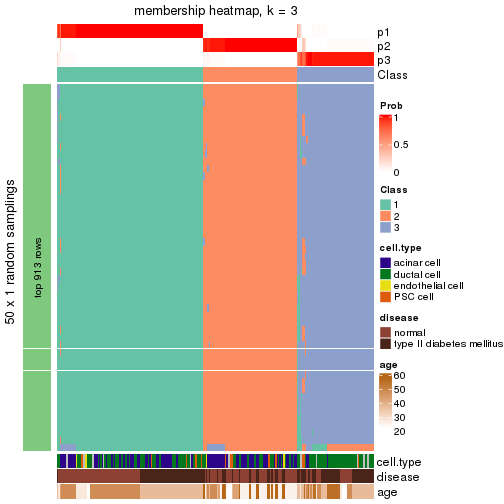 membership heatmap, k = 3
p1
p2
p3
Class
50 x 1 random samplings
top 913 rows
Prob
1
0.5
0
Class
1
2
3
cell.type
acinar cell
ductal cell
endothelial cell
PSC cell
disease
normal
type II diabetes mellitus
age
60
50
40
30
20
cell.type
disease
age